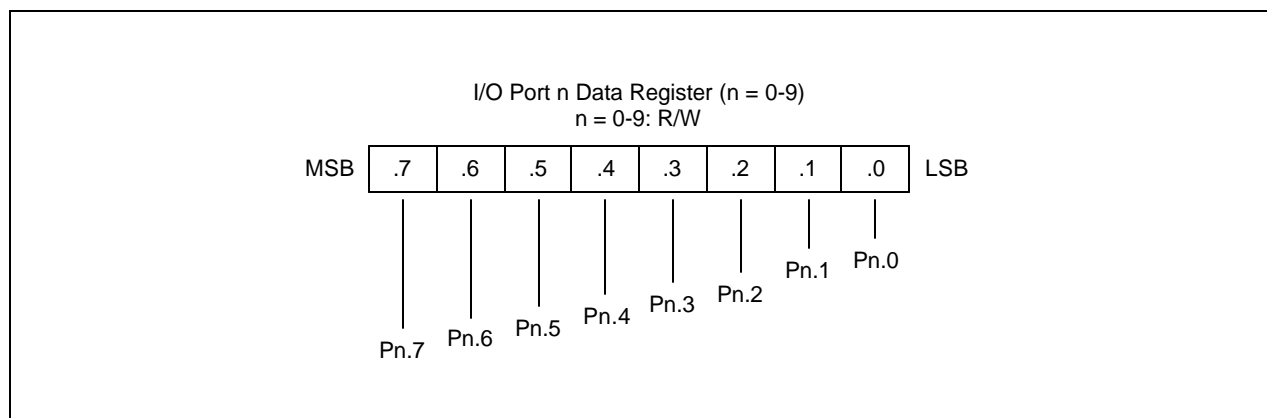 I/O Port n Data Register (n = 0-9)
n = 0-9: R/W
MSB .7 .6 .5 .4 .3 .2 .1 .0 LSB
Pn.7 Pn.6 Pn.5 Pn.4 Pn.3 Pn.2 Pn.1 Pn.0